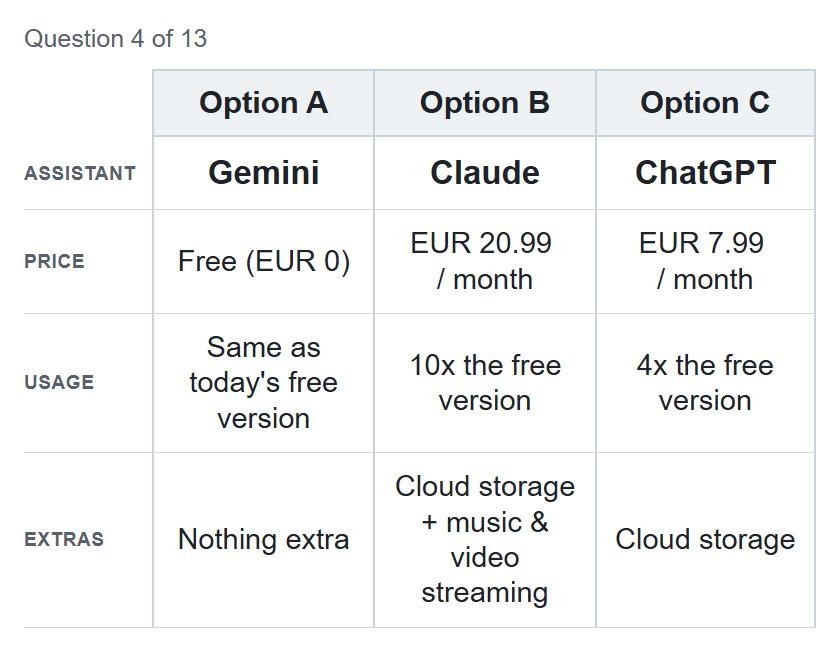 Question 4 of 13
Option A Option B Option C
ASSISTANT Gemini Claude ChatGPT
PRICE Free (EUR 0) EUR 20.99 / month EUR 7.99 / month
USAGE Same as today's free version 10x the free version 4x the free version
EXTRAS Nothing extra Cloud storage + music & video streaming Cloud storage